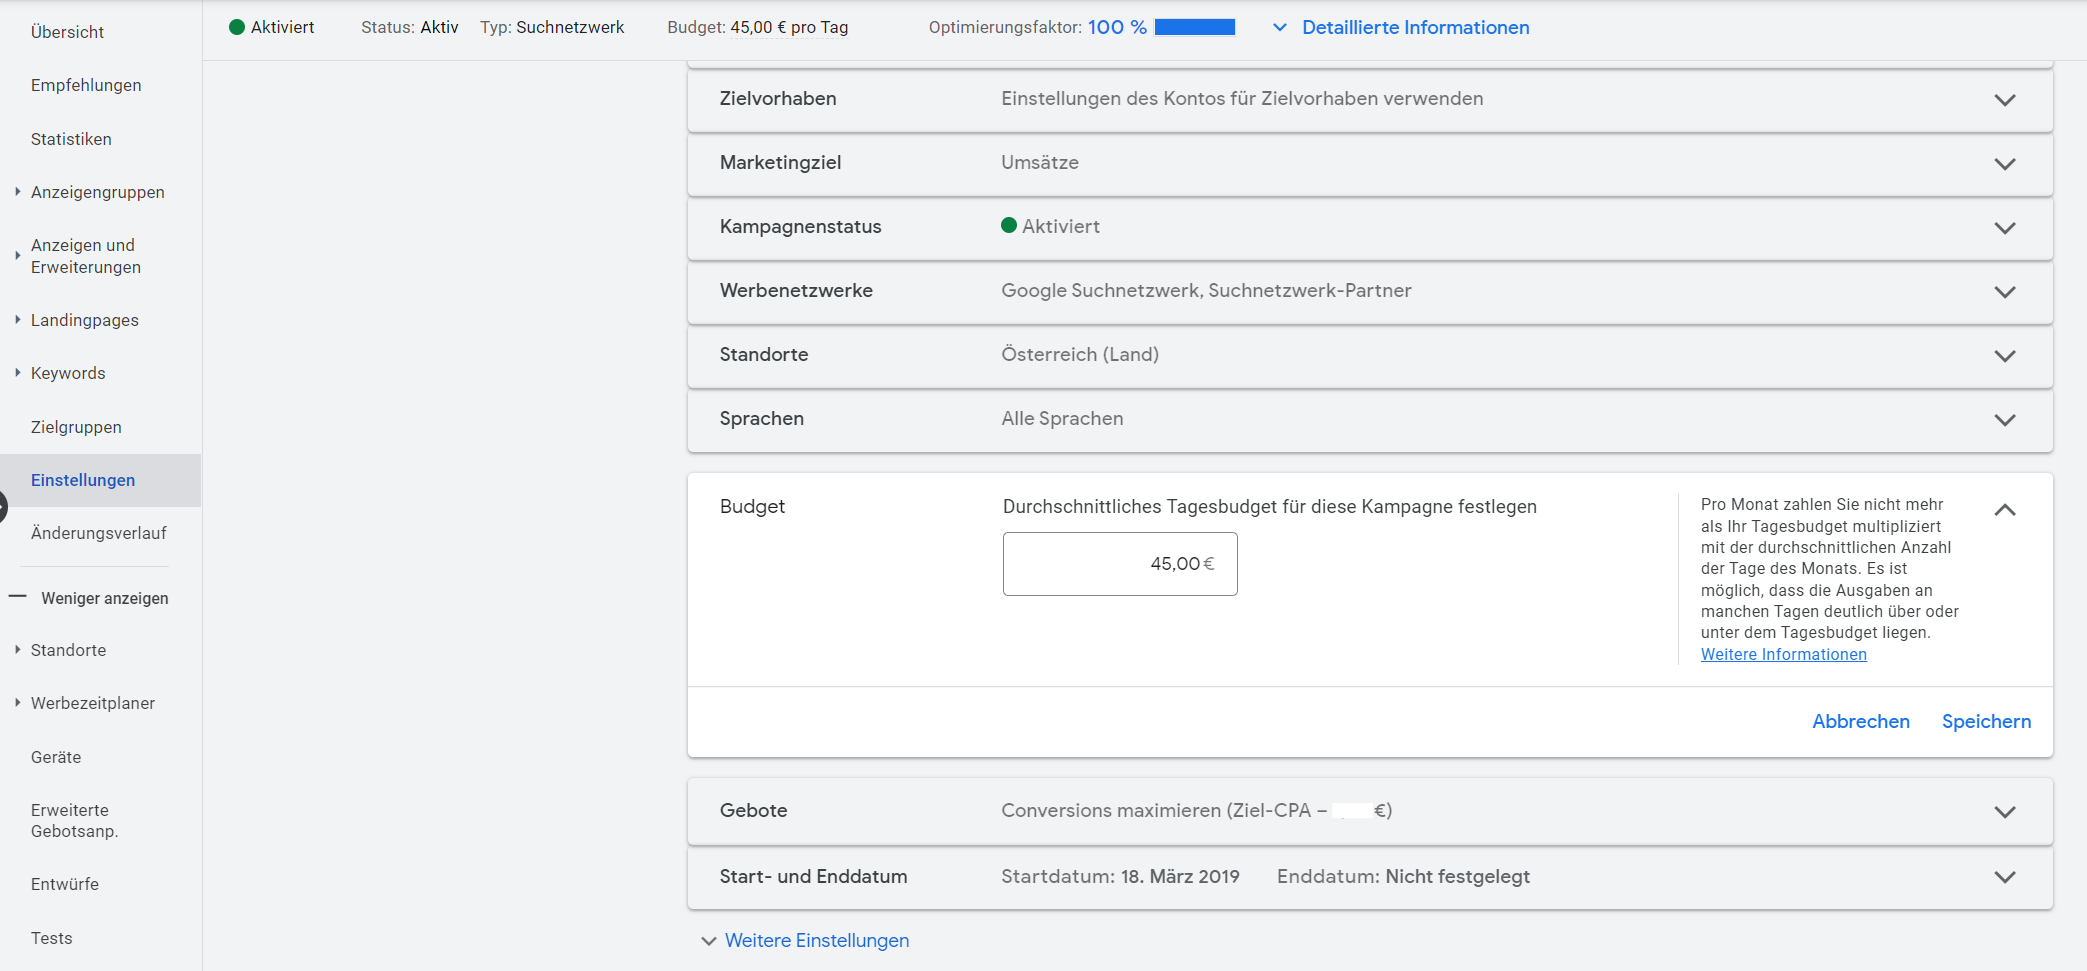 Übersicht
Empfehlungen
Statistiken
Anzeigengruppen
Anzeigen und
Erweiterungen
Landingpages
Keywords
Zielgruppen
Einstellungen
Änderungsverlauf
Weniger anzeigen
Standorte
Werbezeitplaner
Geräte
Erweiterte
Gebotsanp.
Entwürfe
Tests
Aktiviert Status: Aktiv Typ: Suchnetzwerk Budget: 45,00 € pro Tag Optimierungsfaktor: 100 % Detaillierte Informationen
Zielvorhaben Einstellungen des Kontos für Zielvorhaben verwenden
Marketingziel Umsätze
Kampagnenstatus Aktiviert
Werbenetzwerke Google Suchnetzwerk, Suchnetzwerk-Partner
Standorte Österreich (Land)
Sprachen Alle Sprachen
Budget Durchschnittliches Tagesbudget für diese Kampagne festlegen
45,00 €
Pro Monat zahlen Sie nicht mehr
als Ihr Tagesbudget multipliziert
mit der durchschnittlichen Anzahl
der Tage des Monats. Es ist
möglich, dass die Ausgaben an
manchen Tagen deutlich über oder
unter dem Tagesbudget liegen.
Weitere Informationen
Abbrechen Speichern
Gebote Conversions maximieren (Ziel-CPA – €)
Start- und Enddatum Startdatum: 18. März 2019 Enddatum: Nicht festgelegt
Weitere Einstellungen